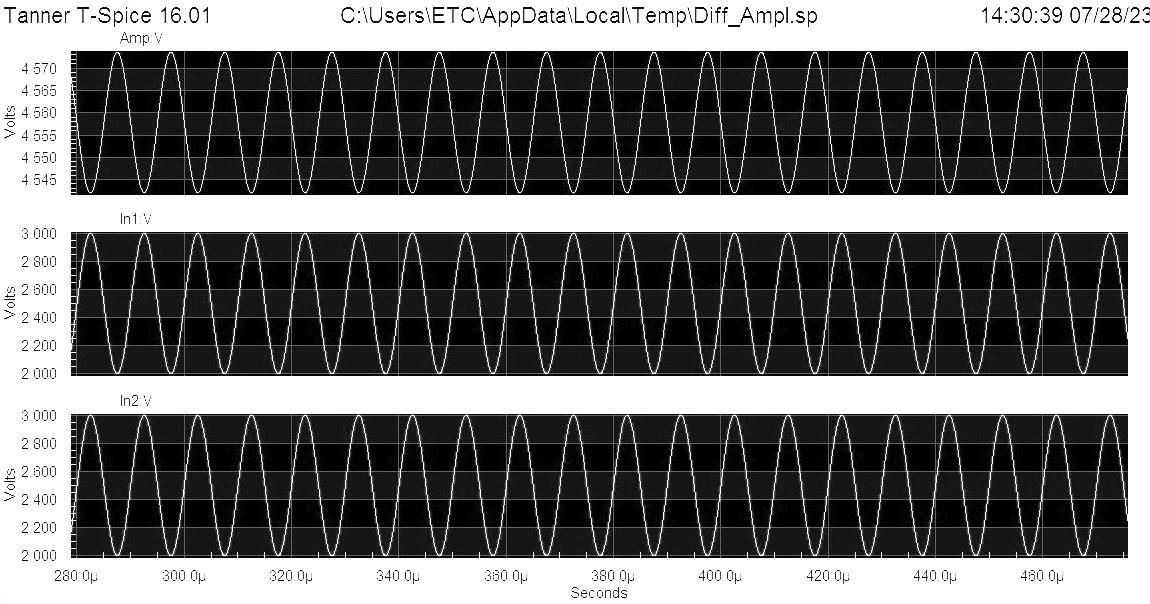 Tanner T-Spice 16.01 C:\Users\ETC\AppData\Local\Temp\Diff_Ampl.sp 14:30:39 07/28/23
Amp:V
4 570
4 565
4 560
4 555
4 550
4 545
Volts
In1:V
3 000
2 800
2 600
2 400
2 200
2 000
Volts
In2:V
3 000
2 800
2 600
2 400
2 200
2 000
Volts
280.0µ 300.0µ 320.0µ 340.0µ 360.0µ 380.0µ 400.0µ 420.0µ 440.0µ 460.0µ
Seconds